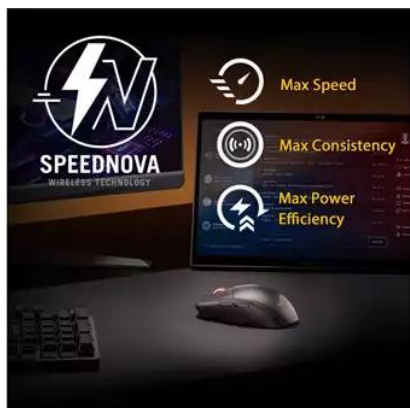 SPEEDNOVA
WIRELESS TECHNOLOGY
Max Speed
Max Consistency
Max Power
Efficiency